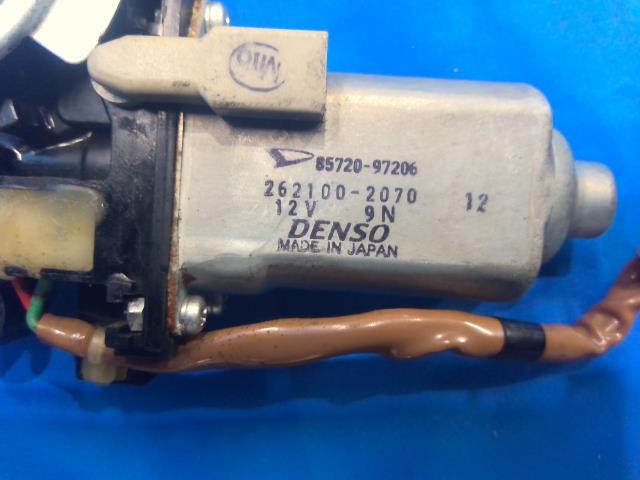 85720-97206
262100-2070 12
12V 9N
DENSO
MADE IN JAPAN